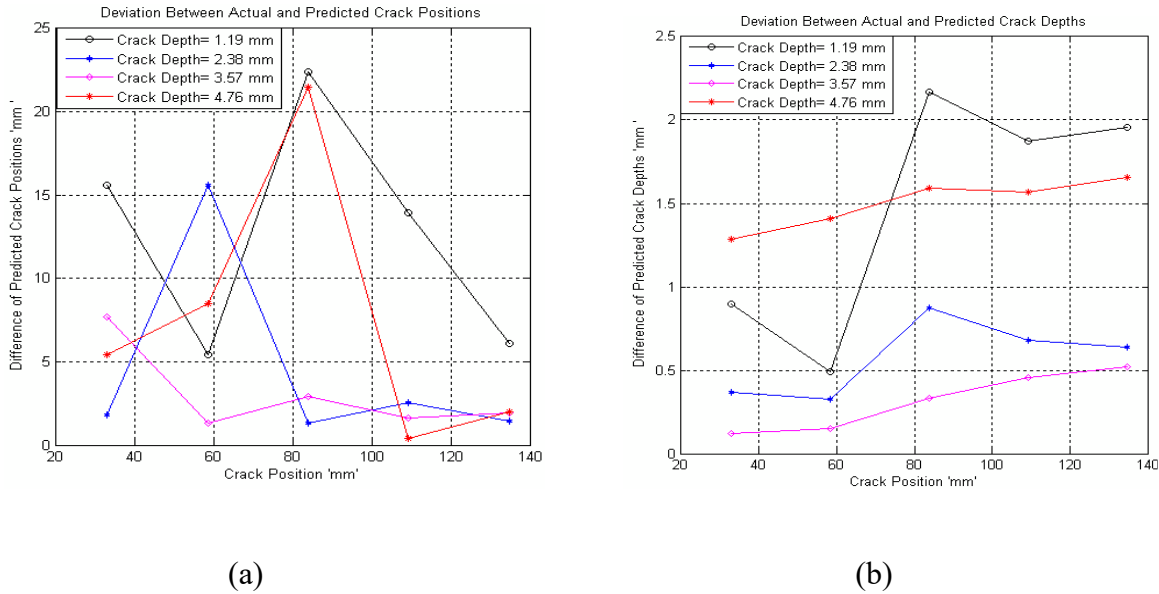 Deviation Between Actual and Predicted Crack Positions
25
20
15
10
5
0
Difference of Predicted Crack Positions 'mm '
Crack Depth= 1.19 mm
Crack Depth= 2.38 mm
Crack Depth= 3.57 mm
Crack Depth= 4.76 mm
20 40 60 80 100 120 140
Crack Position 'mm'
(a)
Deviation Between Actual and Predicted Crack Depths
2.5
2
1.5
1
0.5
0
Difference of Predicted Crack Depths 'mm '
Crack Depth= 1.19 mm
Crack Depth= 2.38 mm
Crack Depth= 3.57 mm
Crack Depth= 4.76 mm
20 40 60 80 100 120 140
Crack Position 'mm'
(b)